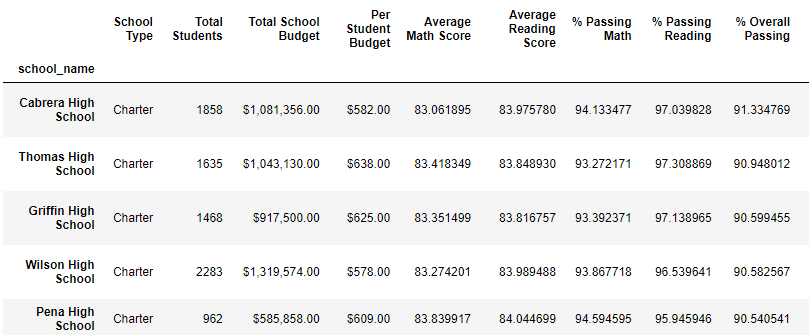 School Type Total Students Total School Budget Per Student Budget Average Math Score Average Reading Score % Passing Math % Passing Reading % Overall Passing
school_name
Cabrera High School Charter 1858 $1,081,356.00 $582.00 83.061895 83.975780 94.133477 97.039828 91.334769
Thomas High School Charter 1635 $1,043,130.00 $638.00 83.418349 83.848930 93.272171 97.308869 90.948012
Griffin High School Charter 1468 $917,500.00 $625.00 83.351499 83.816757 93.392371 97.138965 90.599455
Wilson High School Charter 2283 $1,319,574.00 $578.00 83.274201 83.989488 93.867718 96.539641 90.582567
Pena High School Charter 962 $585,858.00 $609.00 83.839917 84.044699 94.594595 95.945946 90.540541